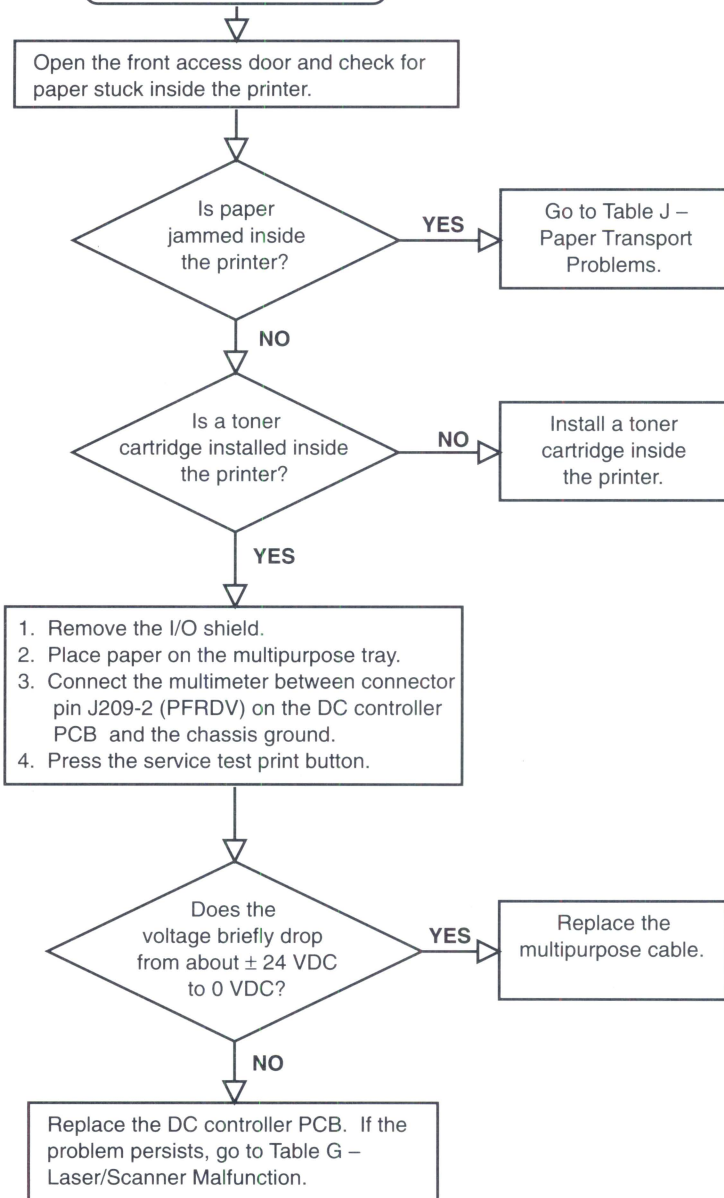 Open the front access door and check for
paper stuck inside the printer.
Is paper
jammed inside
the printer?
YES
Go to Table J –
Paper Transport
Problems.
NO
Is a toner
cartridge installed inside
the printer?
NO
Install a toner
cartridge inside
the printer.
YES
1. Remove the I/O shield.
2. Place paper on the multipurpose tray.
3. Connect the multimeter between connector
pin J209-2 (PFRDV) on the DC controller
PCB and the chassis ground.
4. Press the service test print button.
Does the
voltage briefly drop
from about ± 24 VDC
to 0 VDC?
YES
Replace the
multipurpose cable.
NO
Replace the DC controller PCB. If the
problem persists, go to Table G –
Laser/Scanner Malfunction.